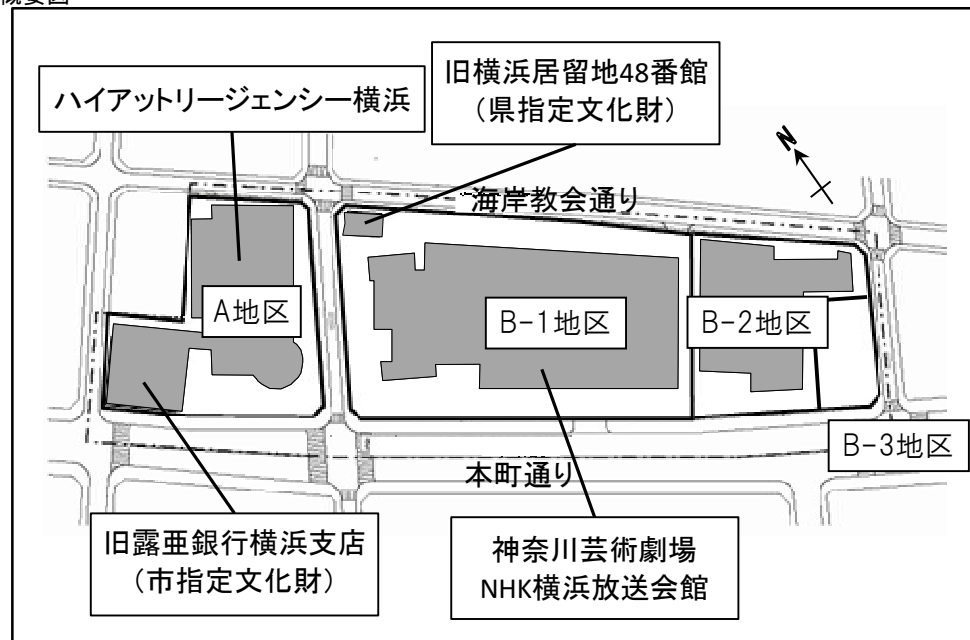 概要図
旧横浜居留地48番館
（県指定文化財）
ハイアットリージェンシー横浜
N
海岸教会通り
A地区
B-1地区
B-2地区
B-3地区
本町通り
旧露亜銀行横浜支店
（市指定文化財）
神奈川芸術劇場
NHK横浜放送会館